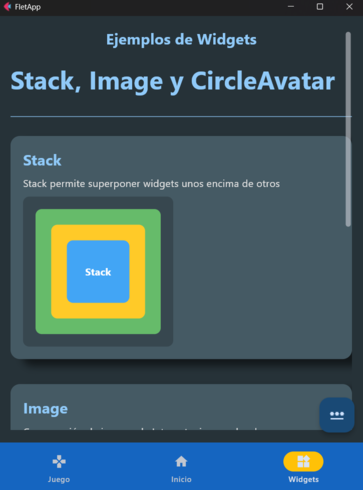 FletApp
Ejemplos de Widgets
Stack, Image y CircleAvatar
Stack
Stack permite superponer widgets unos encima de otros
Stack
Image
Juego
Inicio
Widgets